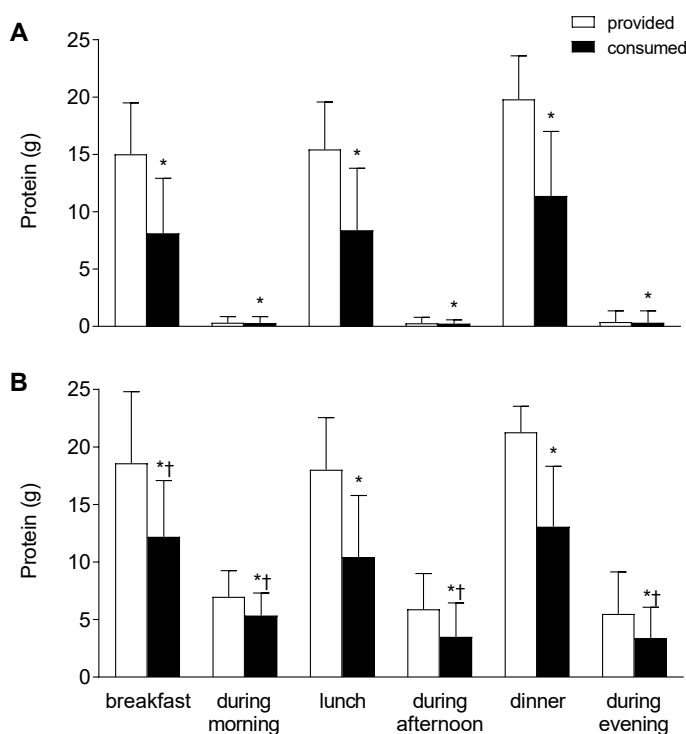 A
provided
consumed
Protein (g)
25
20
15
10
5
0
*
*
*
*
*
*
B
Protein (g)
25
20
15
10
5
0
*†
*†
*
*†
*
*†
breakfast
during
morning
lunch
during
afternoon
dinner
during
evening